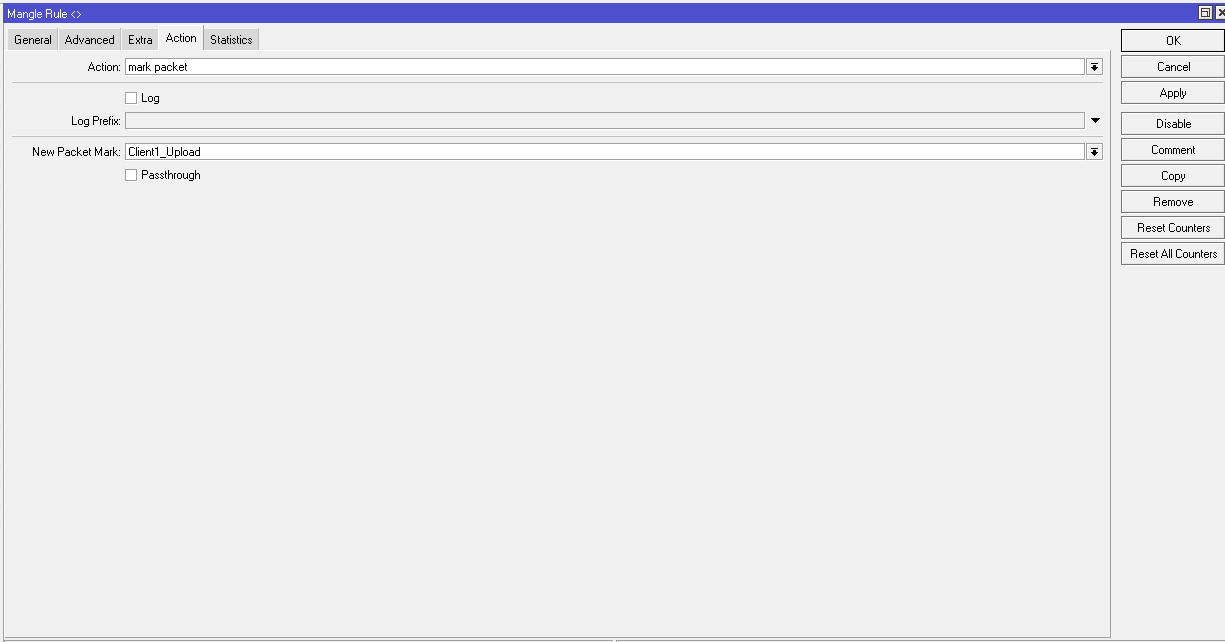 Mangle Rule <>
General Advanced Extra Action Statistics
OK
Action: mark packet
Cancel
Log
Apply
Log Prefix:
Disable
New Packet Mark: Client1_Upload
Comment
Passthrough
Copy
Remove
Reset Counters
Reset All Counters